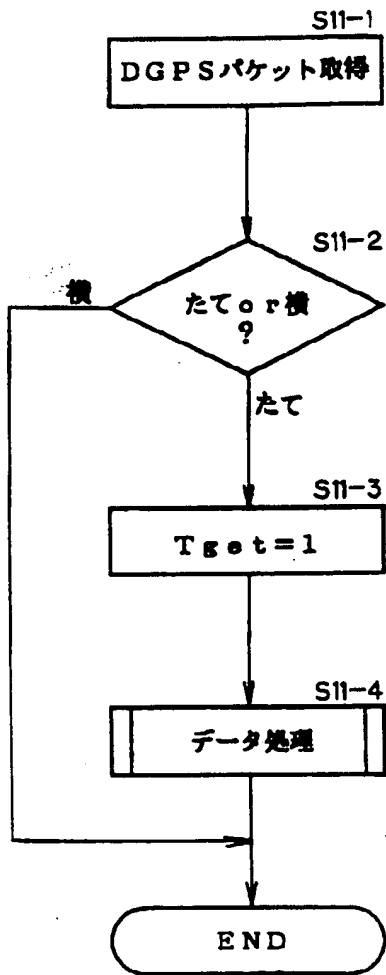 S11-1
DGPSパケット取得
S11-2
たてor横
?
横
たて
S11-3
Tget=1
S11-4
データ処理
END